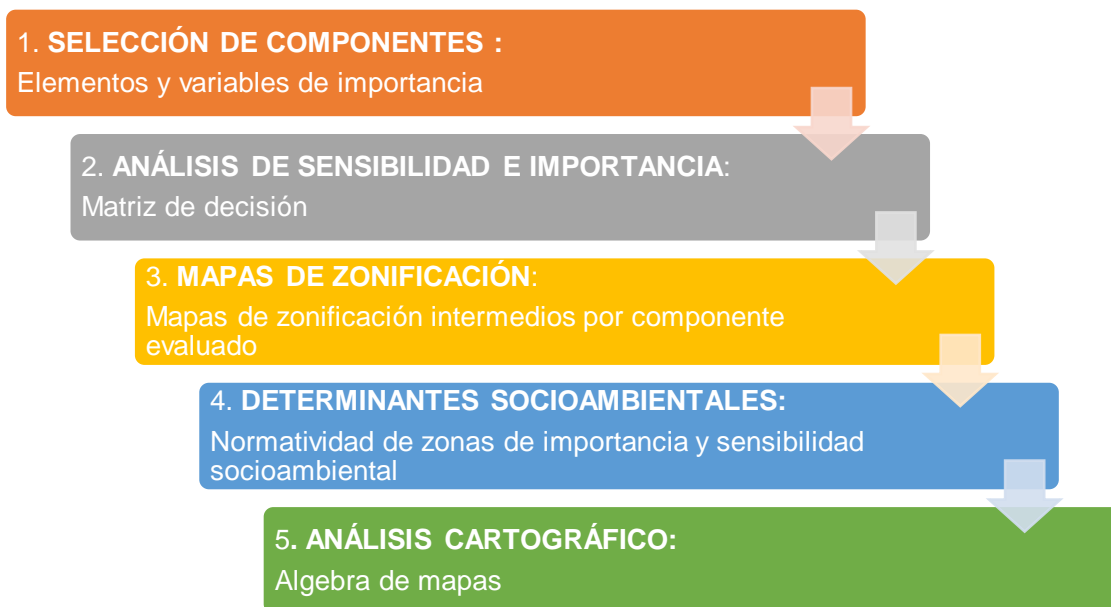 1. SELECCIÓN DE COMPONENTES :
Elementos y variables de importancia
2. ANÁLISIS DE SENSIBILIDAD E IMPORTANCIA:
Matriz de decisión
3. MAPAS DE ZONIFICACIÓN:
Mapas de zonificación intermedios por componente
evaluado
4. DETERMINANTES SOCIOAMBIENTALES:
Normatividad de zonas de importancia y sensibilidad
socioambiental
5. ANÁLISIS CARTOGRÁFICO:
Algebra de mapas